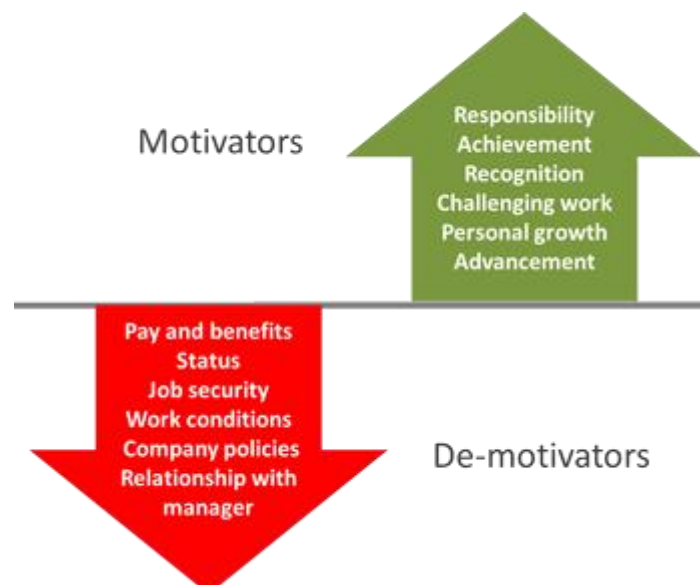 Motivators
Responsibility
Achievement
Recognition
Challenging work
Personal growth
Advancement
Pay and benefits
Status
Job security
Work conditions
Company policies
Relationship with
manager
De-motivators